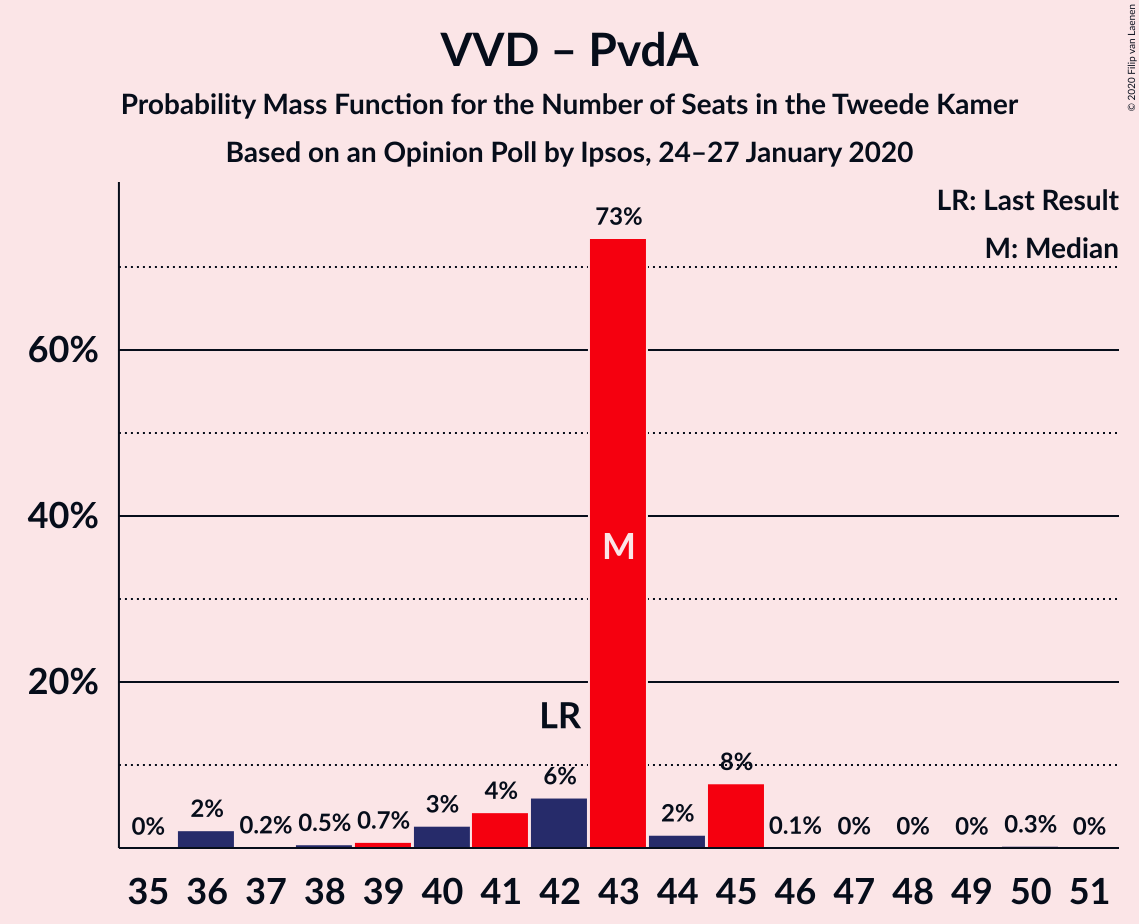 VVD – PvdA
Probability Mass Function for the Number of Seats in the Tweede Kamer
Based on an Opinion Poll by Ipsos, 24–27 January 2020
© 2020 Filip van Laenen
LR: Last Result
M: Median
60%
40%
20%
0%
2%
0.2%
0.5%
0.7%
3%
4%
6%
LR
73%
M
2%
8%
0.1%
0%
0%
0%
0.3%
0%
35 36 37 38 39 40 41 42 43 44 45 46 47 48 49 50 51